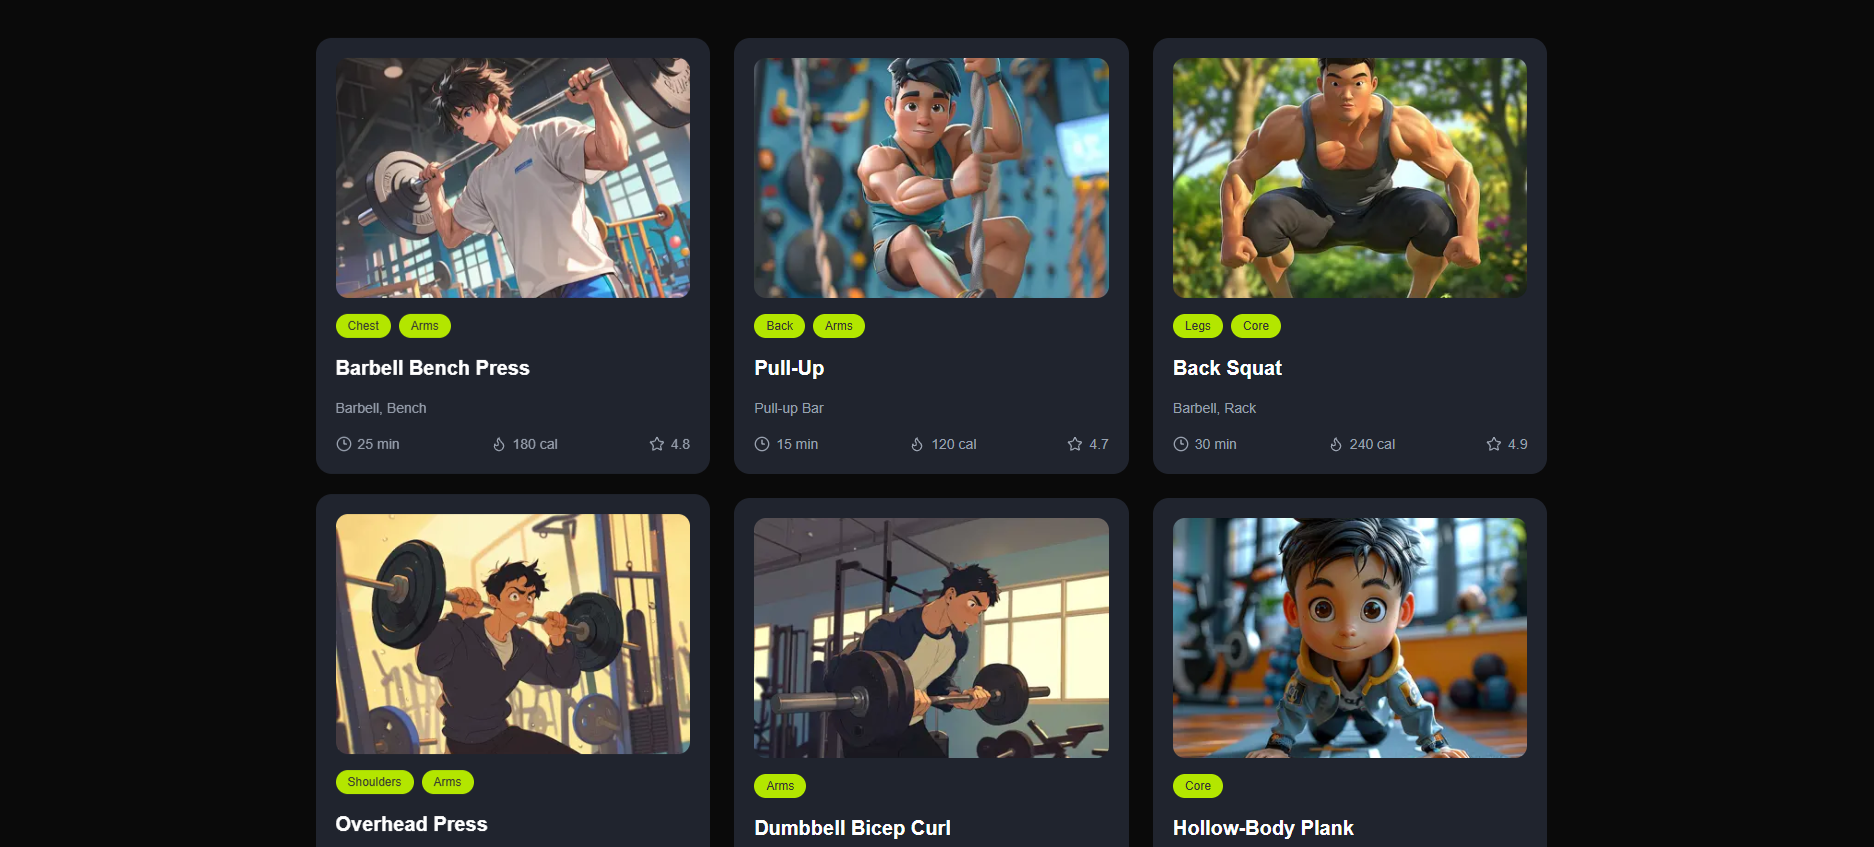 Chest Arms
Barbell Bench Press
Barbell, Bench
25 min 180 cal 4.8
Back Arms
Pull-Up
Pull-up Bar
15 min 120 cal 4.7
Legs Core
Back Squat
Barbell, Rack
30 min 240 cal 4.9
Shoulders Arms
Overhead Press
Arms
Dumbbell Bicep Curl
Core
Hollow-Body Plank